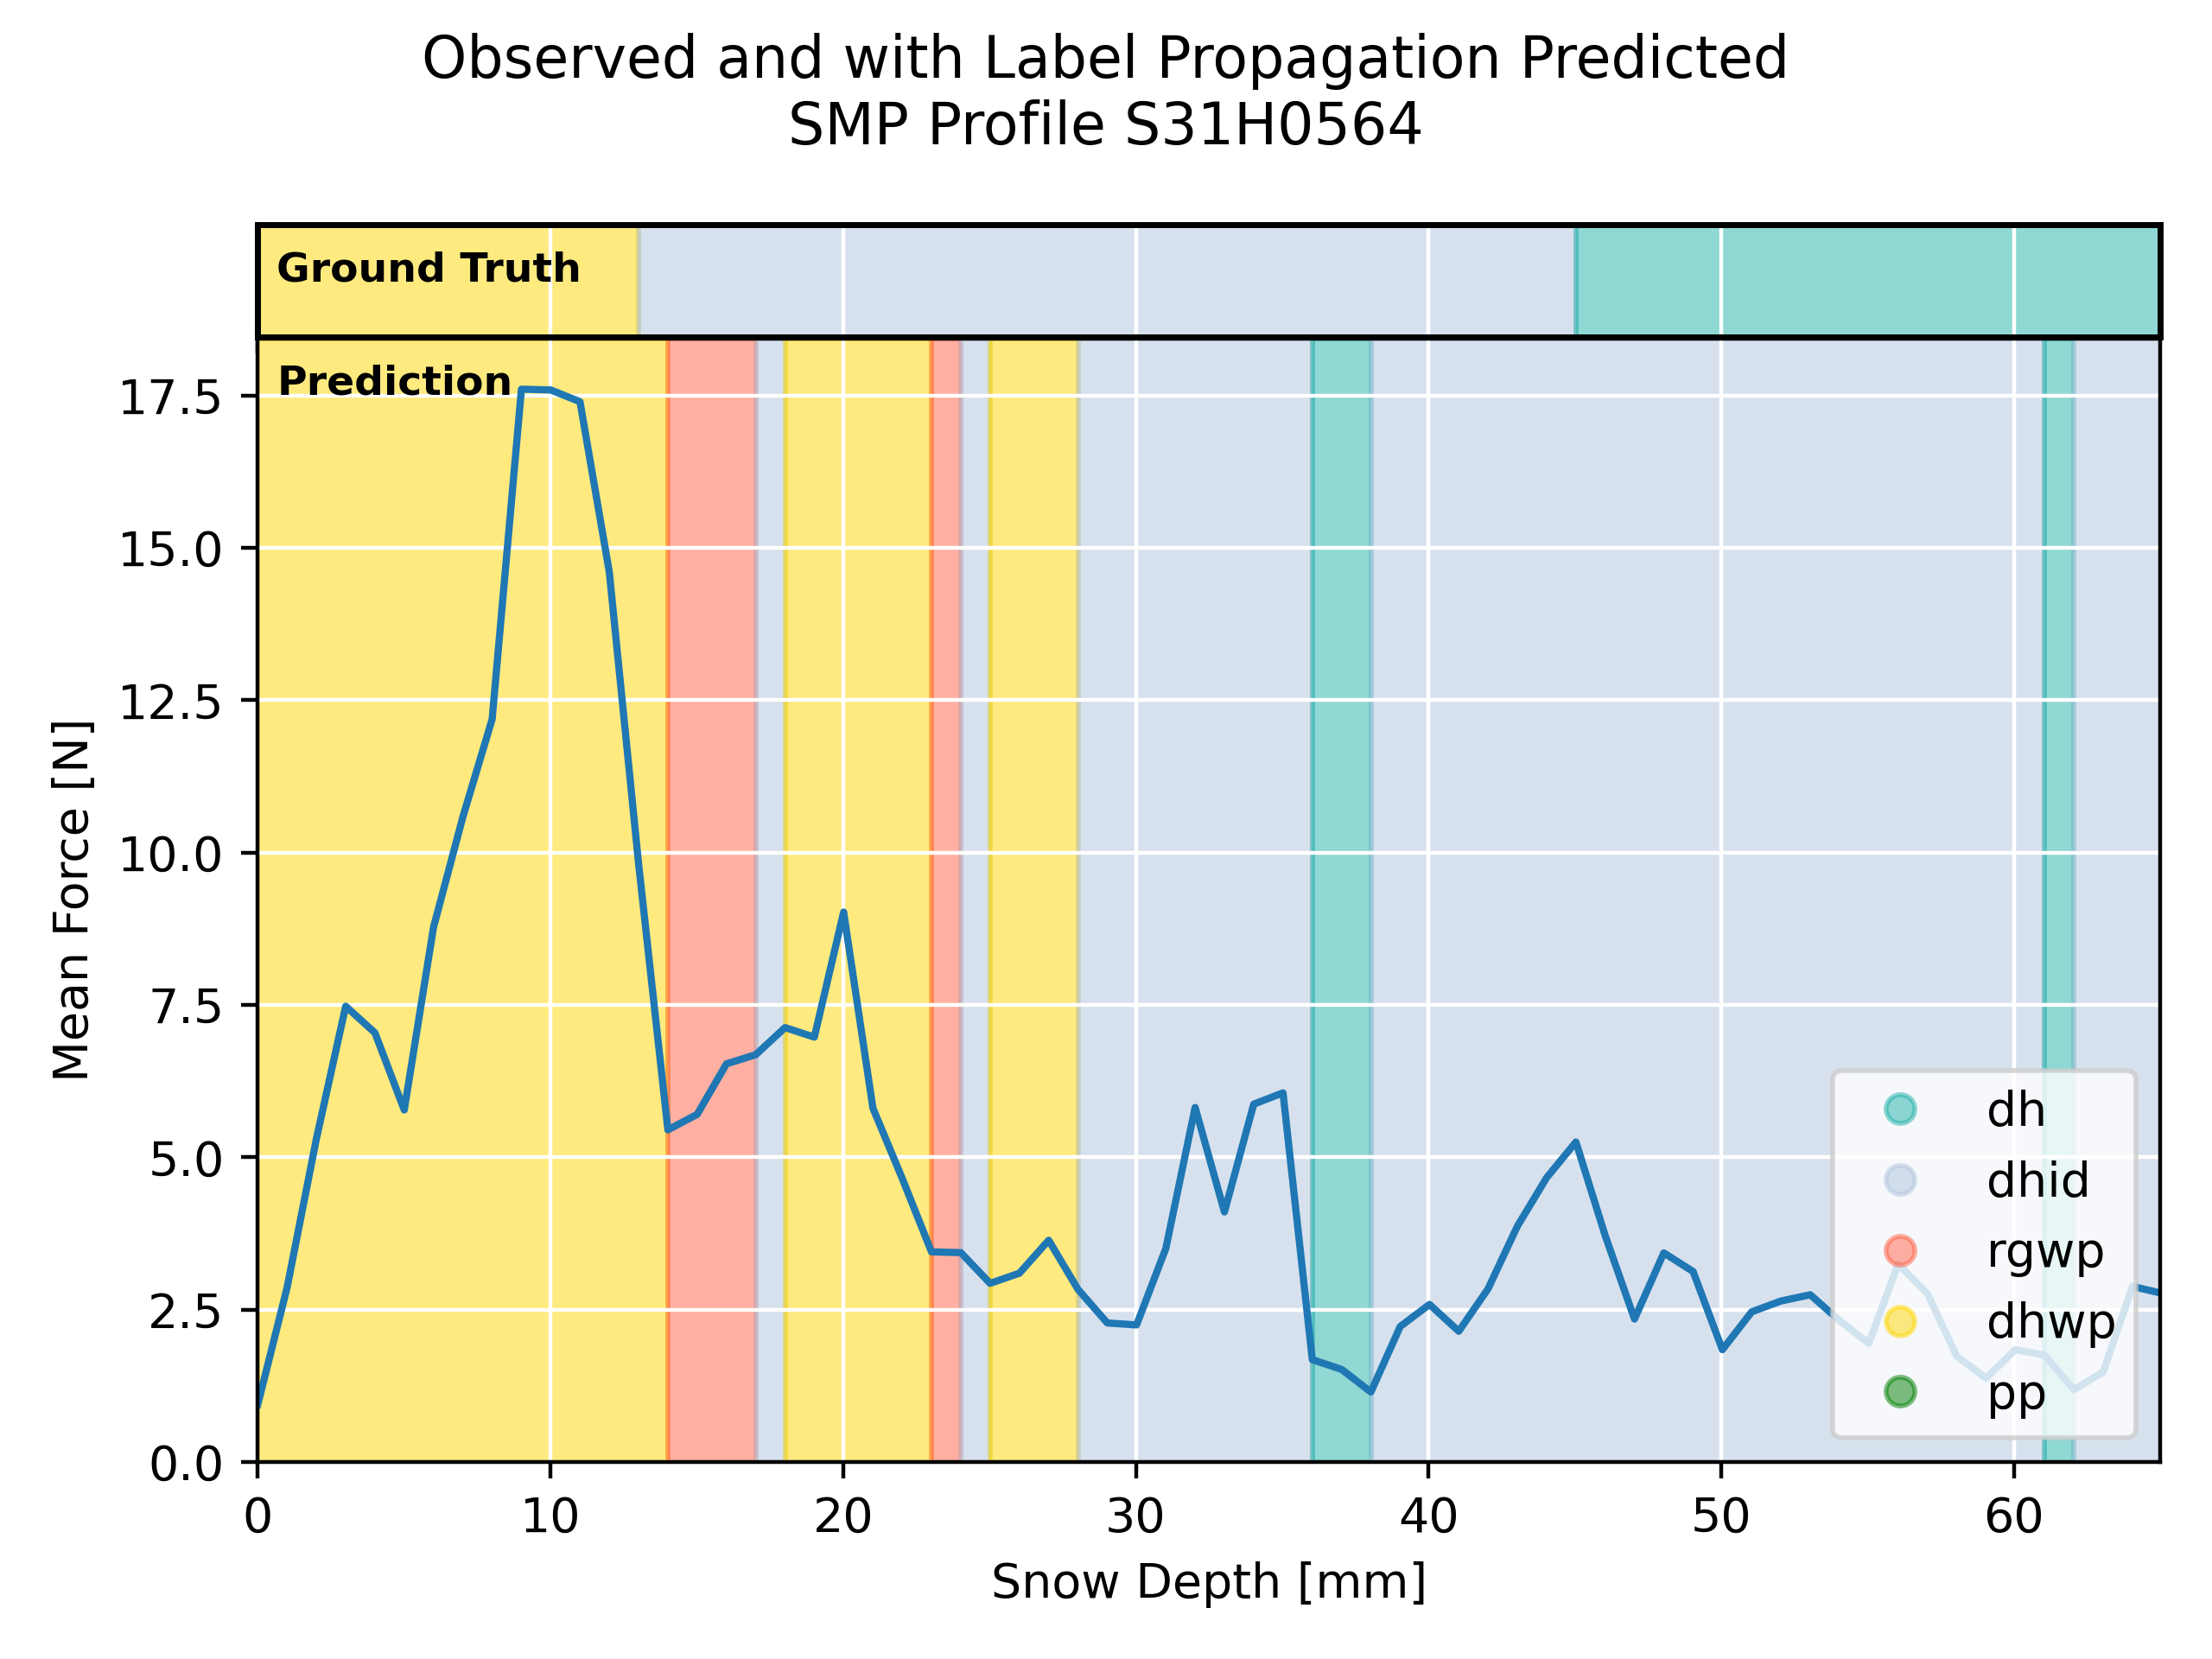 Observed and with Label Propagation Predicted
SMP Profile S31H0564
Ground Truth
Prediction
17.5
15.0
12.5
10.0
7.5
5.0
2.5
0.0
Mean Force [N]
dh
dhid
rgwp
dhwp
pp
0 10 20 30 40 50 60
Snow Depth [mm]